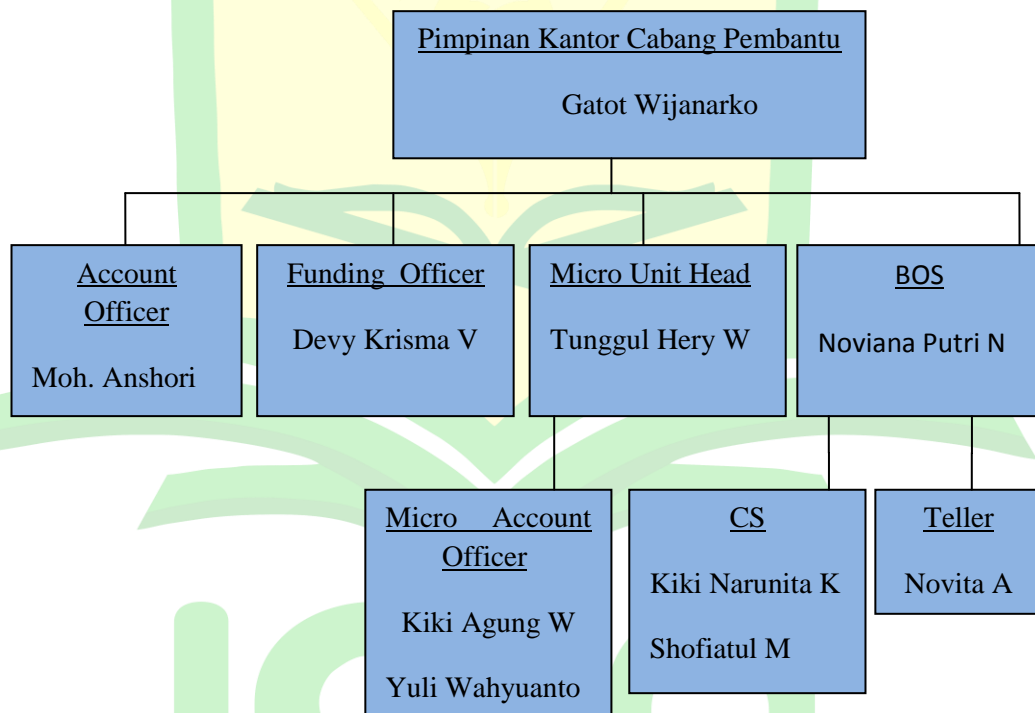 Pimpinan Kantor Cabang Pembantu
Gatot Wijanarko
Account
Officer
Moh. Anshori
Funding Officer
Devy Krisma V
Micro Unit Head
Tunggul Hery W
BOS
Noviana Putri N
Micro Account
Officer
Kiki Agung W
Yuli Wahyuanto
CS
Kiki Narunita K
Shofiatul M
Teller
Novita A